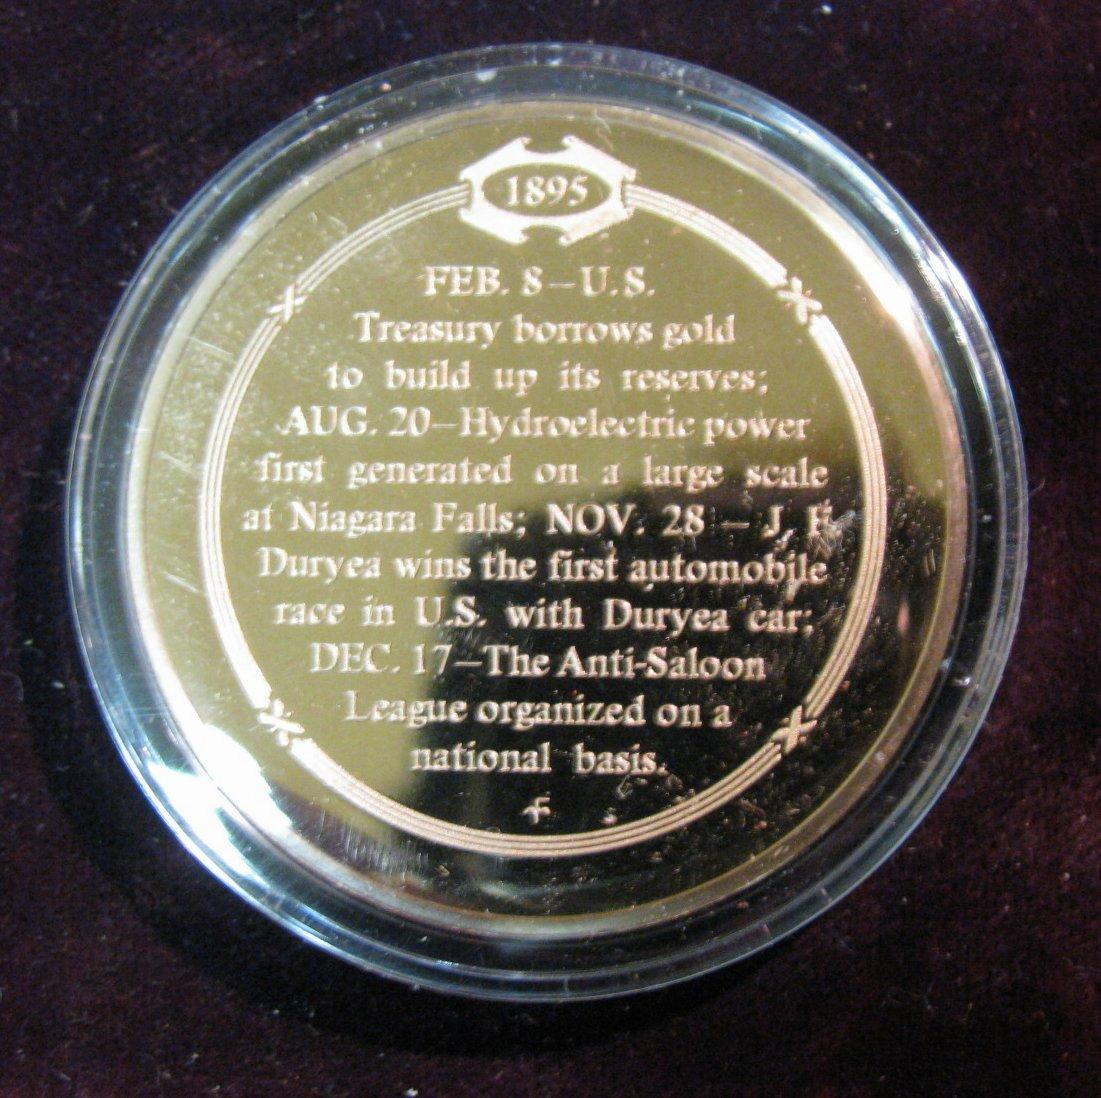 1895
FEB. 8–U.S.
Treasury borrows gold
to build up its reserves;
AUG. 20–Hydroelectric power
first generated on a large scale
at Niagara Falls; NOV. 28 – J. F.
Duryea wins the first automobile
race in U.S. with Duryea car;
DEC. 17–The Anti-Saloon
League organized on a
national basis.